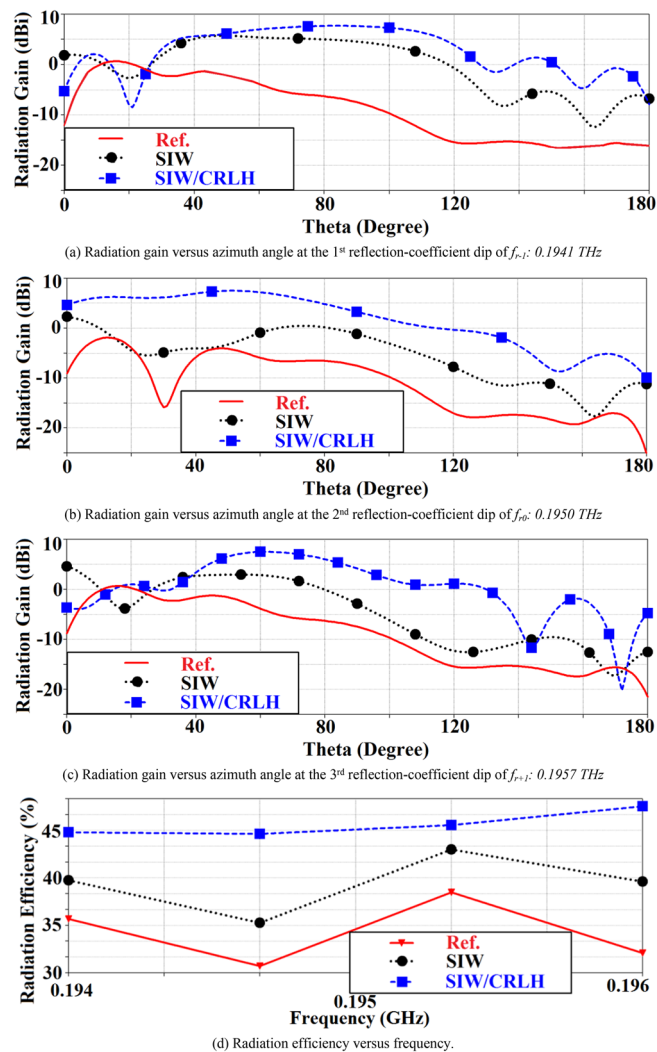 Radiation Gain (dBi)
10
0
-10
-20
Ref.
SIW
SIW/CRLH
0 40 80 120 180
Theta (Degree)
(a) Radiation gain versus azimuth angle at the 1st reflection-coefficient dip of fr-1: 0.1941 THz
Radiation Gain (dBi)
10
0
-10
-20
Ref.
SIW
SIW/CRLH
0 40 80 120 180
Theta (Degree)
(b) Radiation gain versus azimuth angle at the 2nd reflection-coefficient dip of fr0: 0.1950 THz
Radiation Gain (dBi)
10
0
-10
-20
Ref.
SIW
SIW/CRLH
0 40 80 120 180
Theta (Degree)
(c) Radiation gain versus azimuth angle at the 3rd reflection-coefficient dip of fr+1: 0.1957 THz
Radiation Efficiency (%)
45
40
35
30
Ref.
SIW
SIW/CRLH
0.194 0.195 0.196
Frequency (GHz)
(d) Radiation efficiency versus frequency.